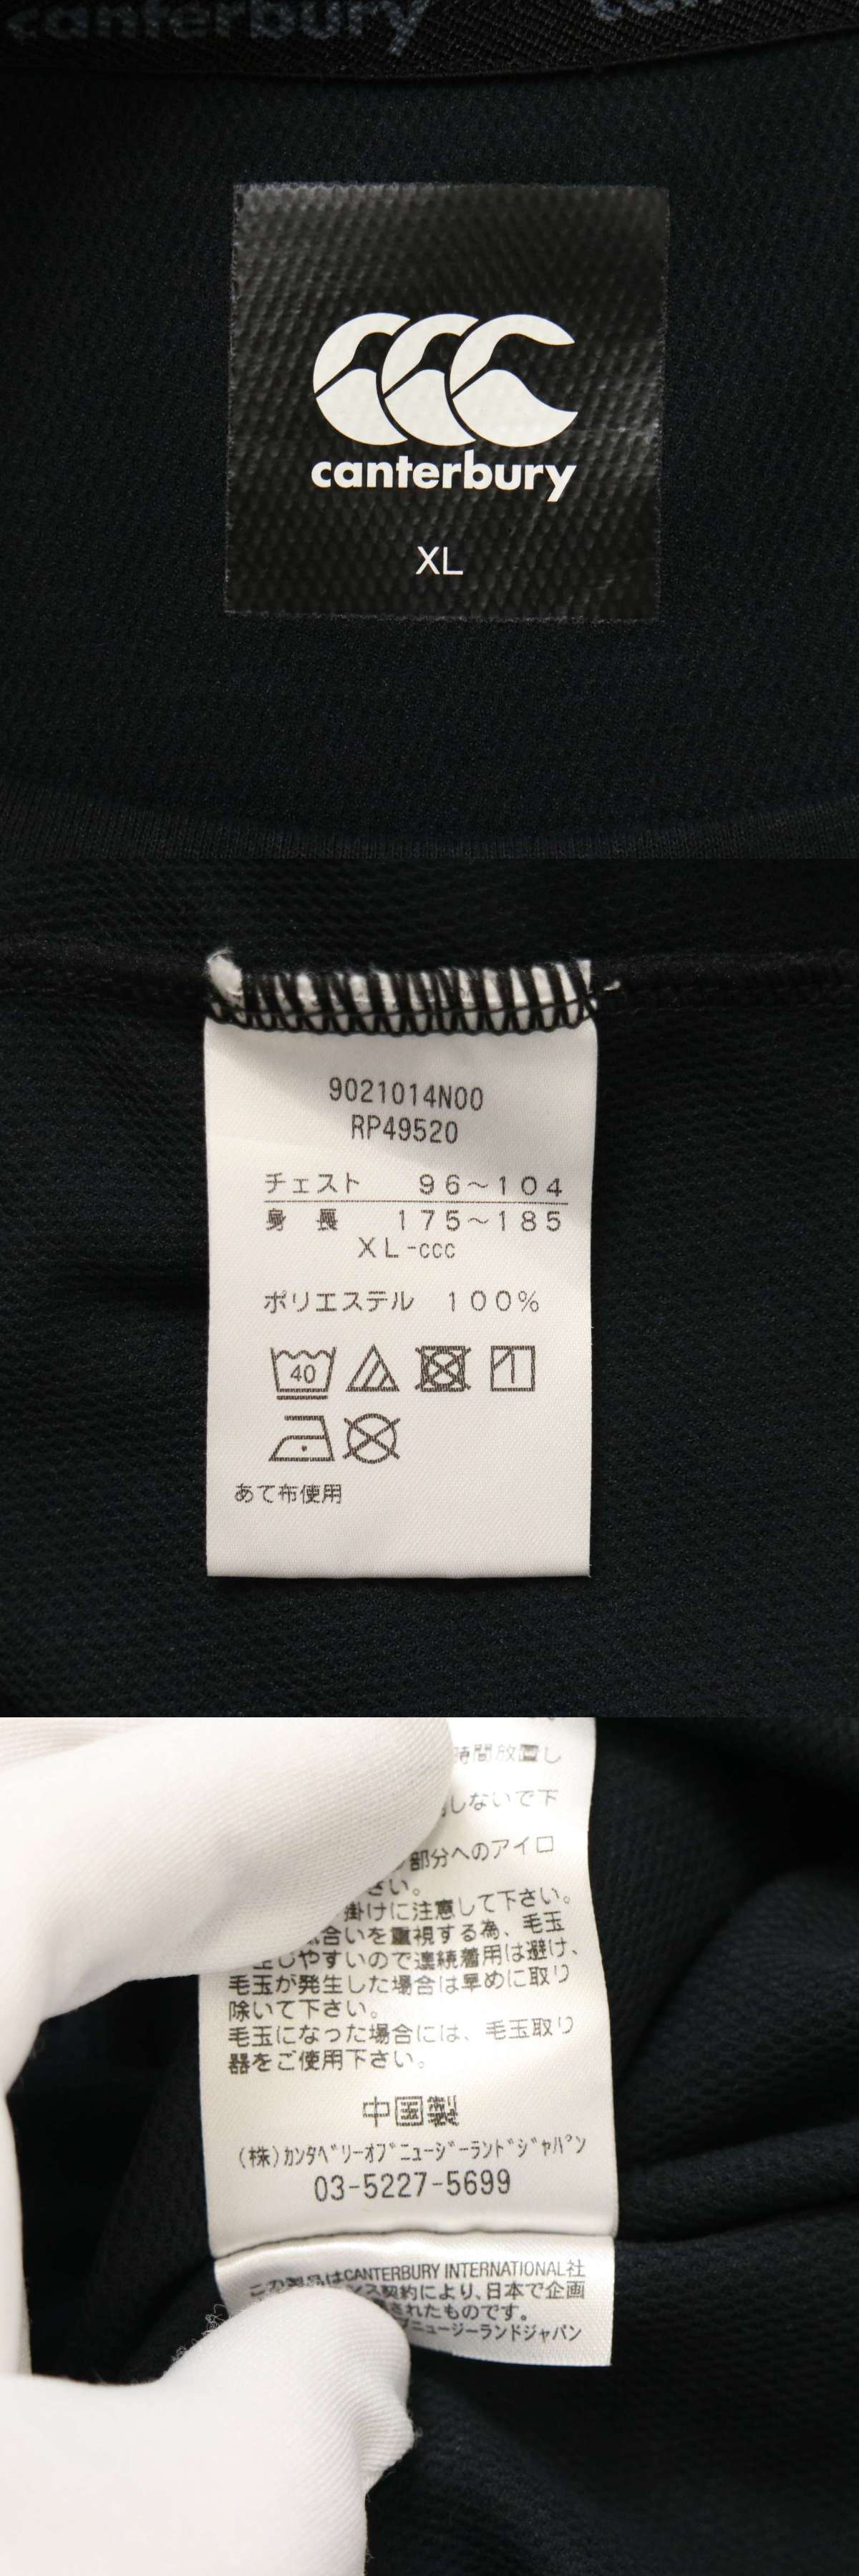 canterbury
canterbury
XL
9021014N00
RP49520
チェスト 96～104
身長 175～185
XL-ccc
ポリエステル 100%
40
あて布使用
時間放置し
しないで下
部分へのアイロ
さい。
掛けに注意して下さい。
合いを重視する為、毛玉
じやすいので連続着用は避け、
毛玉が発生した場合は早めに取り
除いて下さい。
毛玉になった場合には、毛玉取り
器をご使用下さい。
中国製
(株)ｶﾝﾀﾍﾞﾘｰｵﾌﾞﾆｭｰｼﾞｰﾗﾝﾄﾞｼﾞｬﾊﾟﾝ
03-5227-5699
この製品はCANTERBURY INTERNATIONAL社
ンス契約により、日本で企画
されたものです。
ニュージーランドジャパン